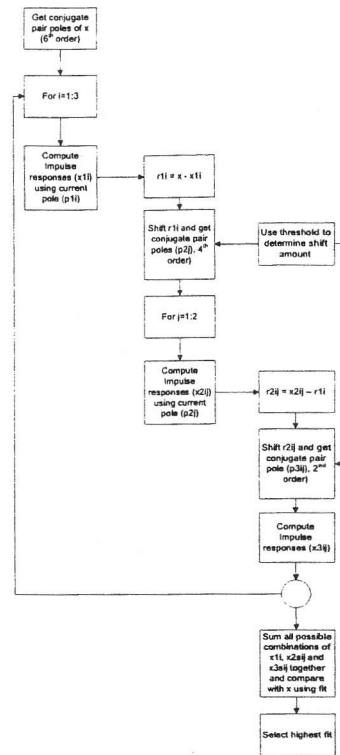 Get conjugate
pair poles of x
(6th order)
For i=1:3
Compute
Impulse
responses (x1i)
using current
pole (p1i)
r1i = x - x1i
Shift r1i and get
conjugate pair
poles (p2j), 4th
order)
Use threshold to
determine shift
amount
For j=1:2
Compute
Impulse
responses (x2ij)
using current
pole (p2j)
r2ij = x2ij – r1i
Shift r2ij and get
conjugate pair
pole (p3ij), 2nd
order)
Compute
Impulse
responses (x3ij)
Sum all possible
combinations of
x1i, x2sij and
x3sij together
and compare
with x using fit
Select highest fit